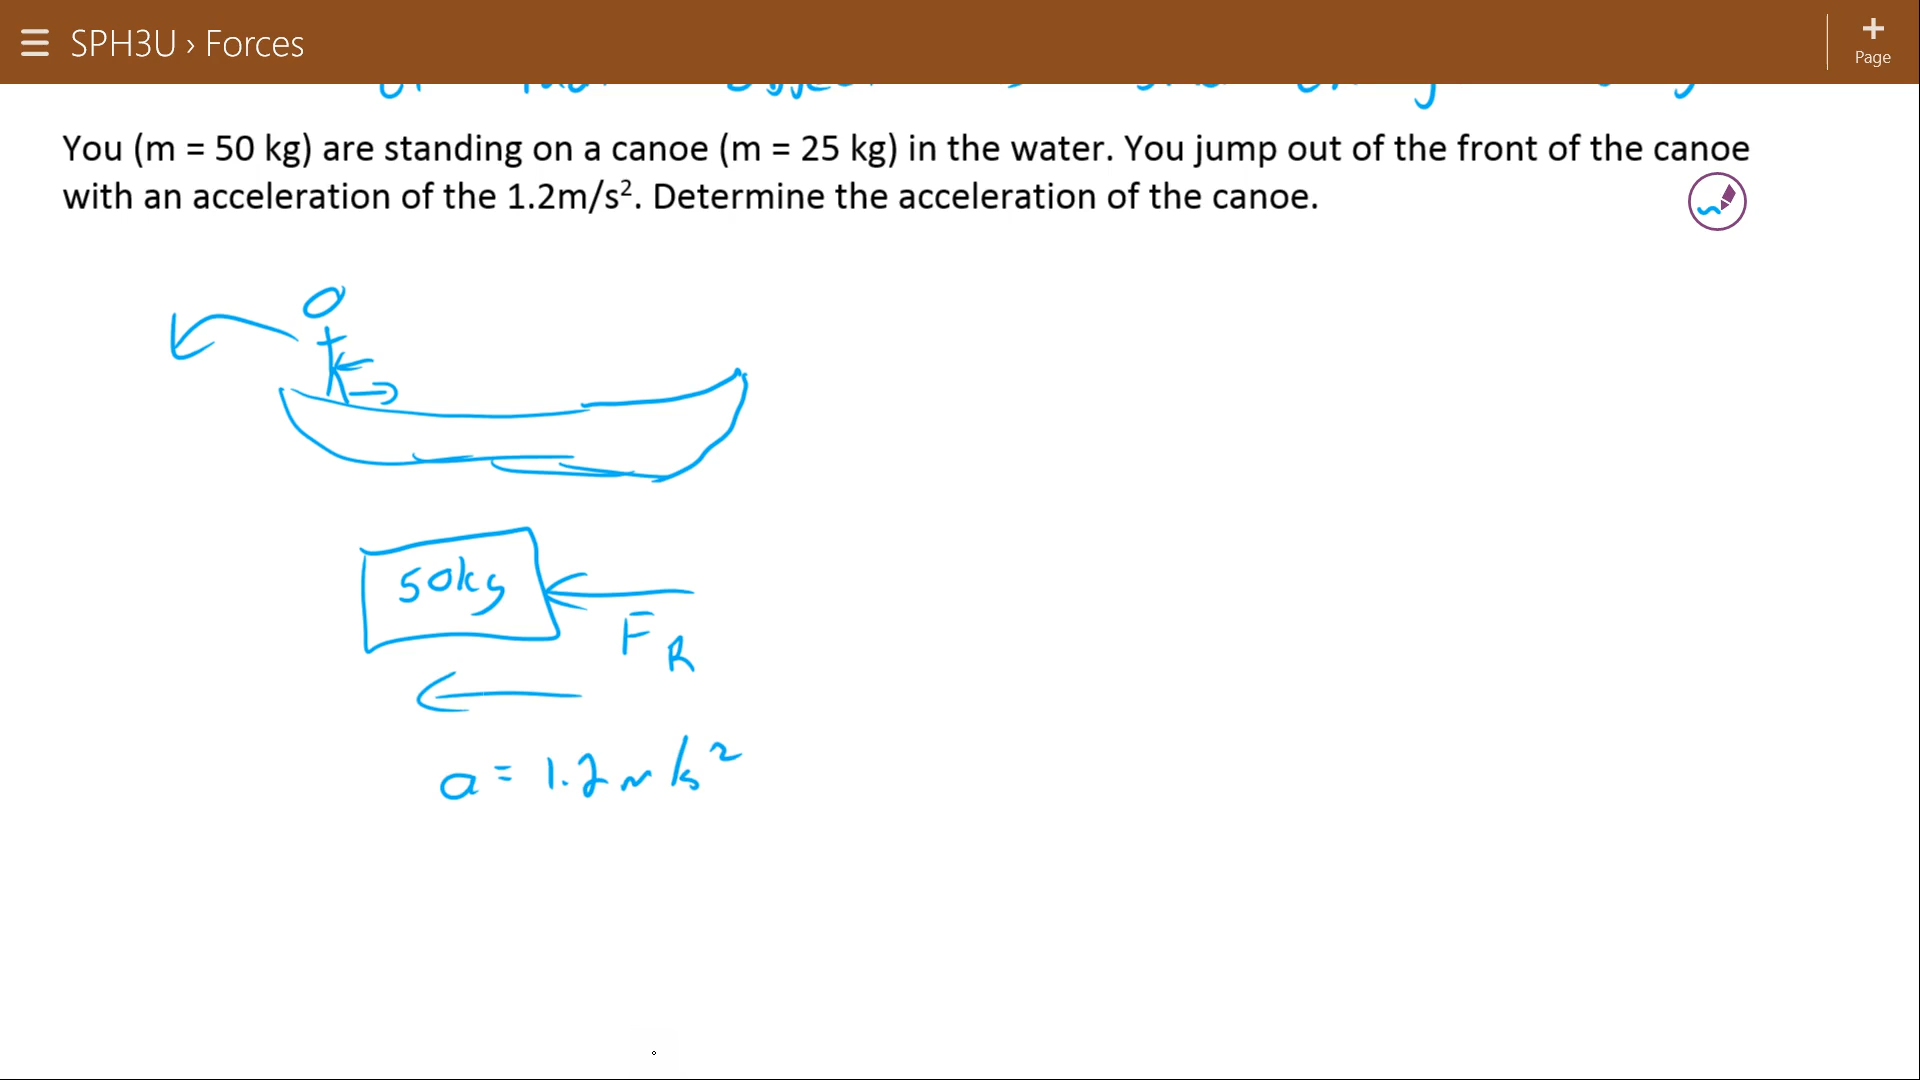 SPH3U › Forces
Page
You (m = 50 kg) are standing on a canoe (m = 25 kg) in the water. You jump out of the front of the canoe
with an acceleration of the 1.2m/s². Determine the acceleration of the canoe.
50kg
F_R
a = 1.2 m/s²